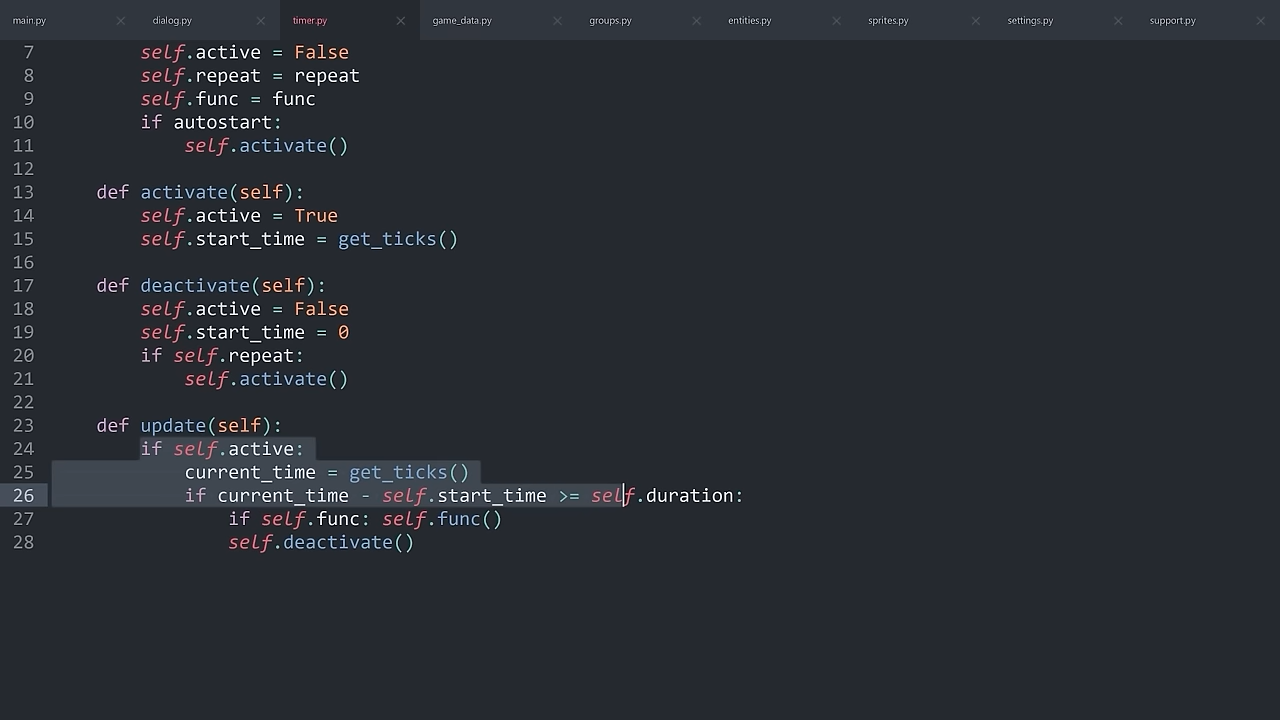 main.py dialog.py timer.py game_data.py groups.py entities.py sprites.py settings.py support.py
7 self.active = False
8 self.repeat = repeat
9 self.func = func
10 if autostart:
11 self.activate()
12
13 def activate(self):
14 self.active = True
15 self.start_time = get_ticks()
16
17 def deactivate(self):
18 self.active = False
19 self.start_time = 0
20 if self.repeat:
21 self.activate()
22
23 def update(self):
24 if self.active:
25 current_time = get_ticks()
26 if current_time - self.start_time >= self.duration:
27 if self.func: self.func()
28 self.deactivate()